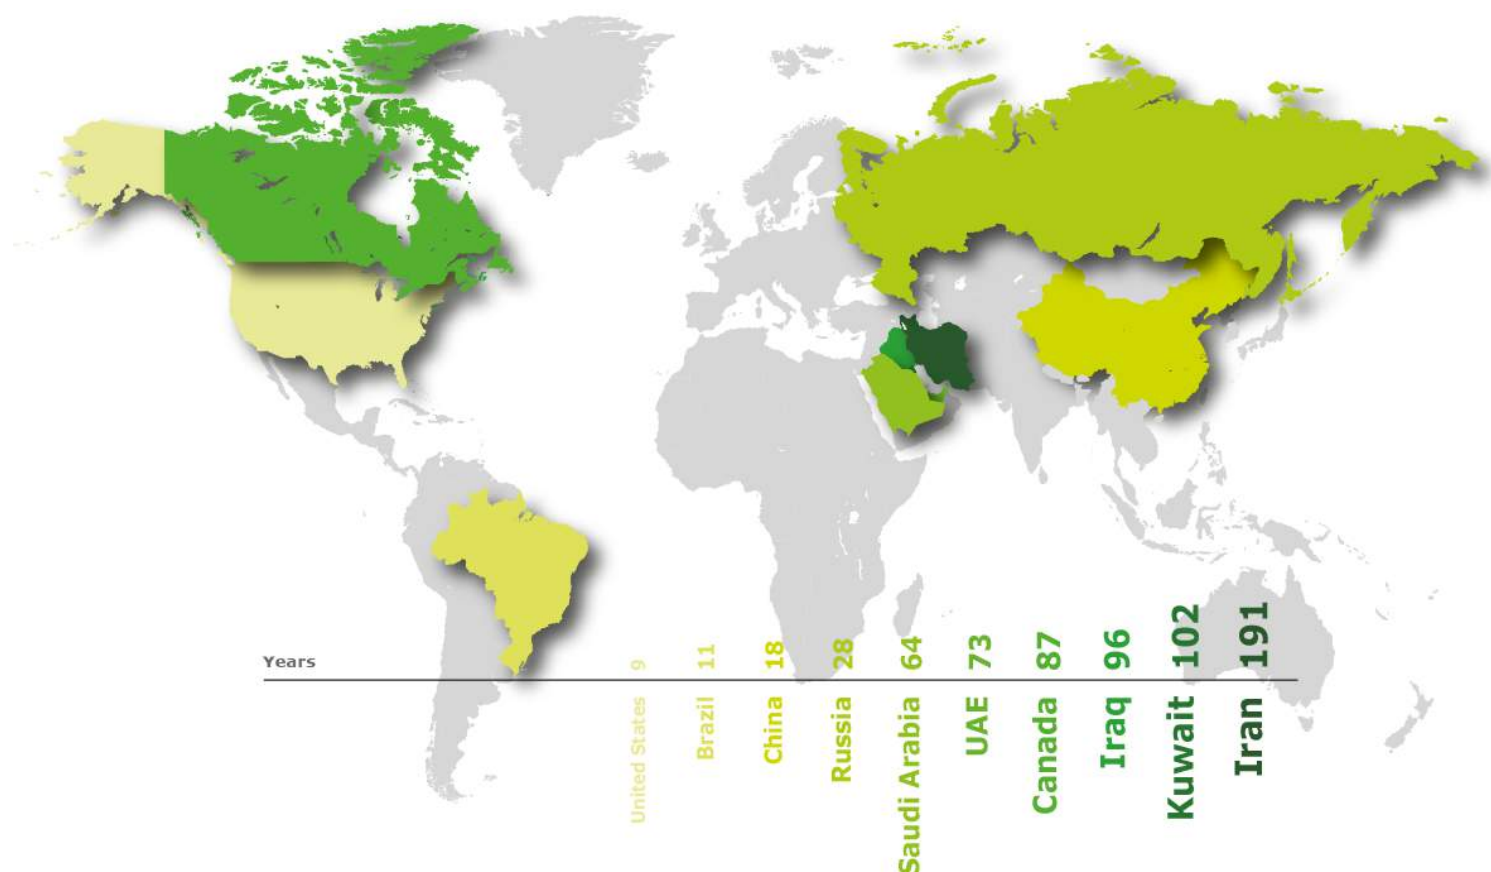 Years
9
11
18
28
64
73
87
96
102
191
United States
Brazil
China
Russia
Saudi Arabia
UAE
Canada
Iraq
Kuwait
Iran